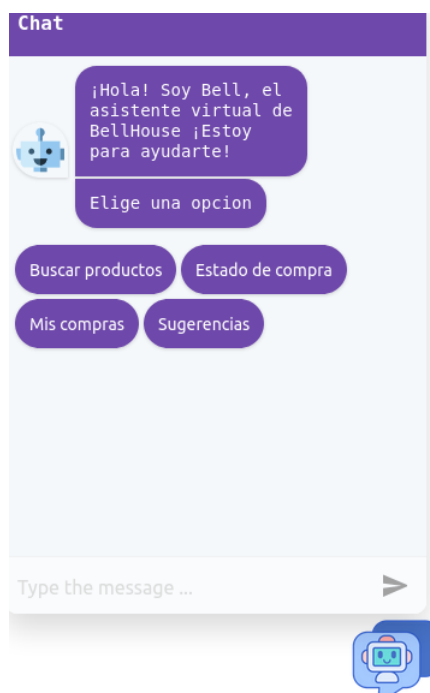 Chat
¡Hola! Soy Bell, el
asistente virtual de
BellHouse ¡Estoy
para ayudarte!
Elige una opcion
Buscar productos
Estado de compra
Mis compras
Sugerencias
Type the message ...